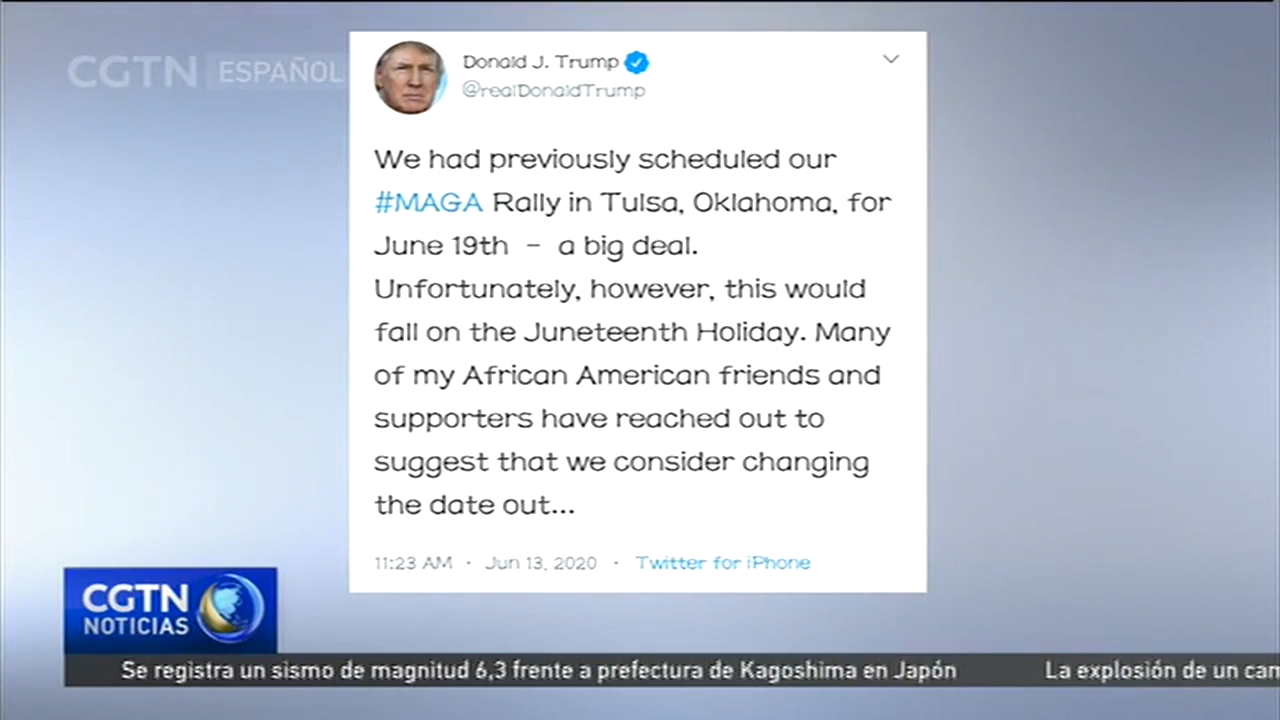 CGTN ESPAÑOL
Donald J. Trump
@realDonaldTrump
We had previously scheduled our
#MAGA Rally in Tulsa, Oklahoma, for
June 19th - a big deal.
Unfortunately, however, this would
fall on the Juneteenth Holiday. Many
of my African American friends and
supporters have reached out to
suggest that we consider changing
the date out...
11:23 AM · Jun 13, 2020 · Twitter for iPhone
CGTN
NOTICIAS
Se registra un sismo de magnitud 6,3 frente a prefectura de Kagoshima en Japón La explosión de un